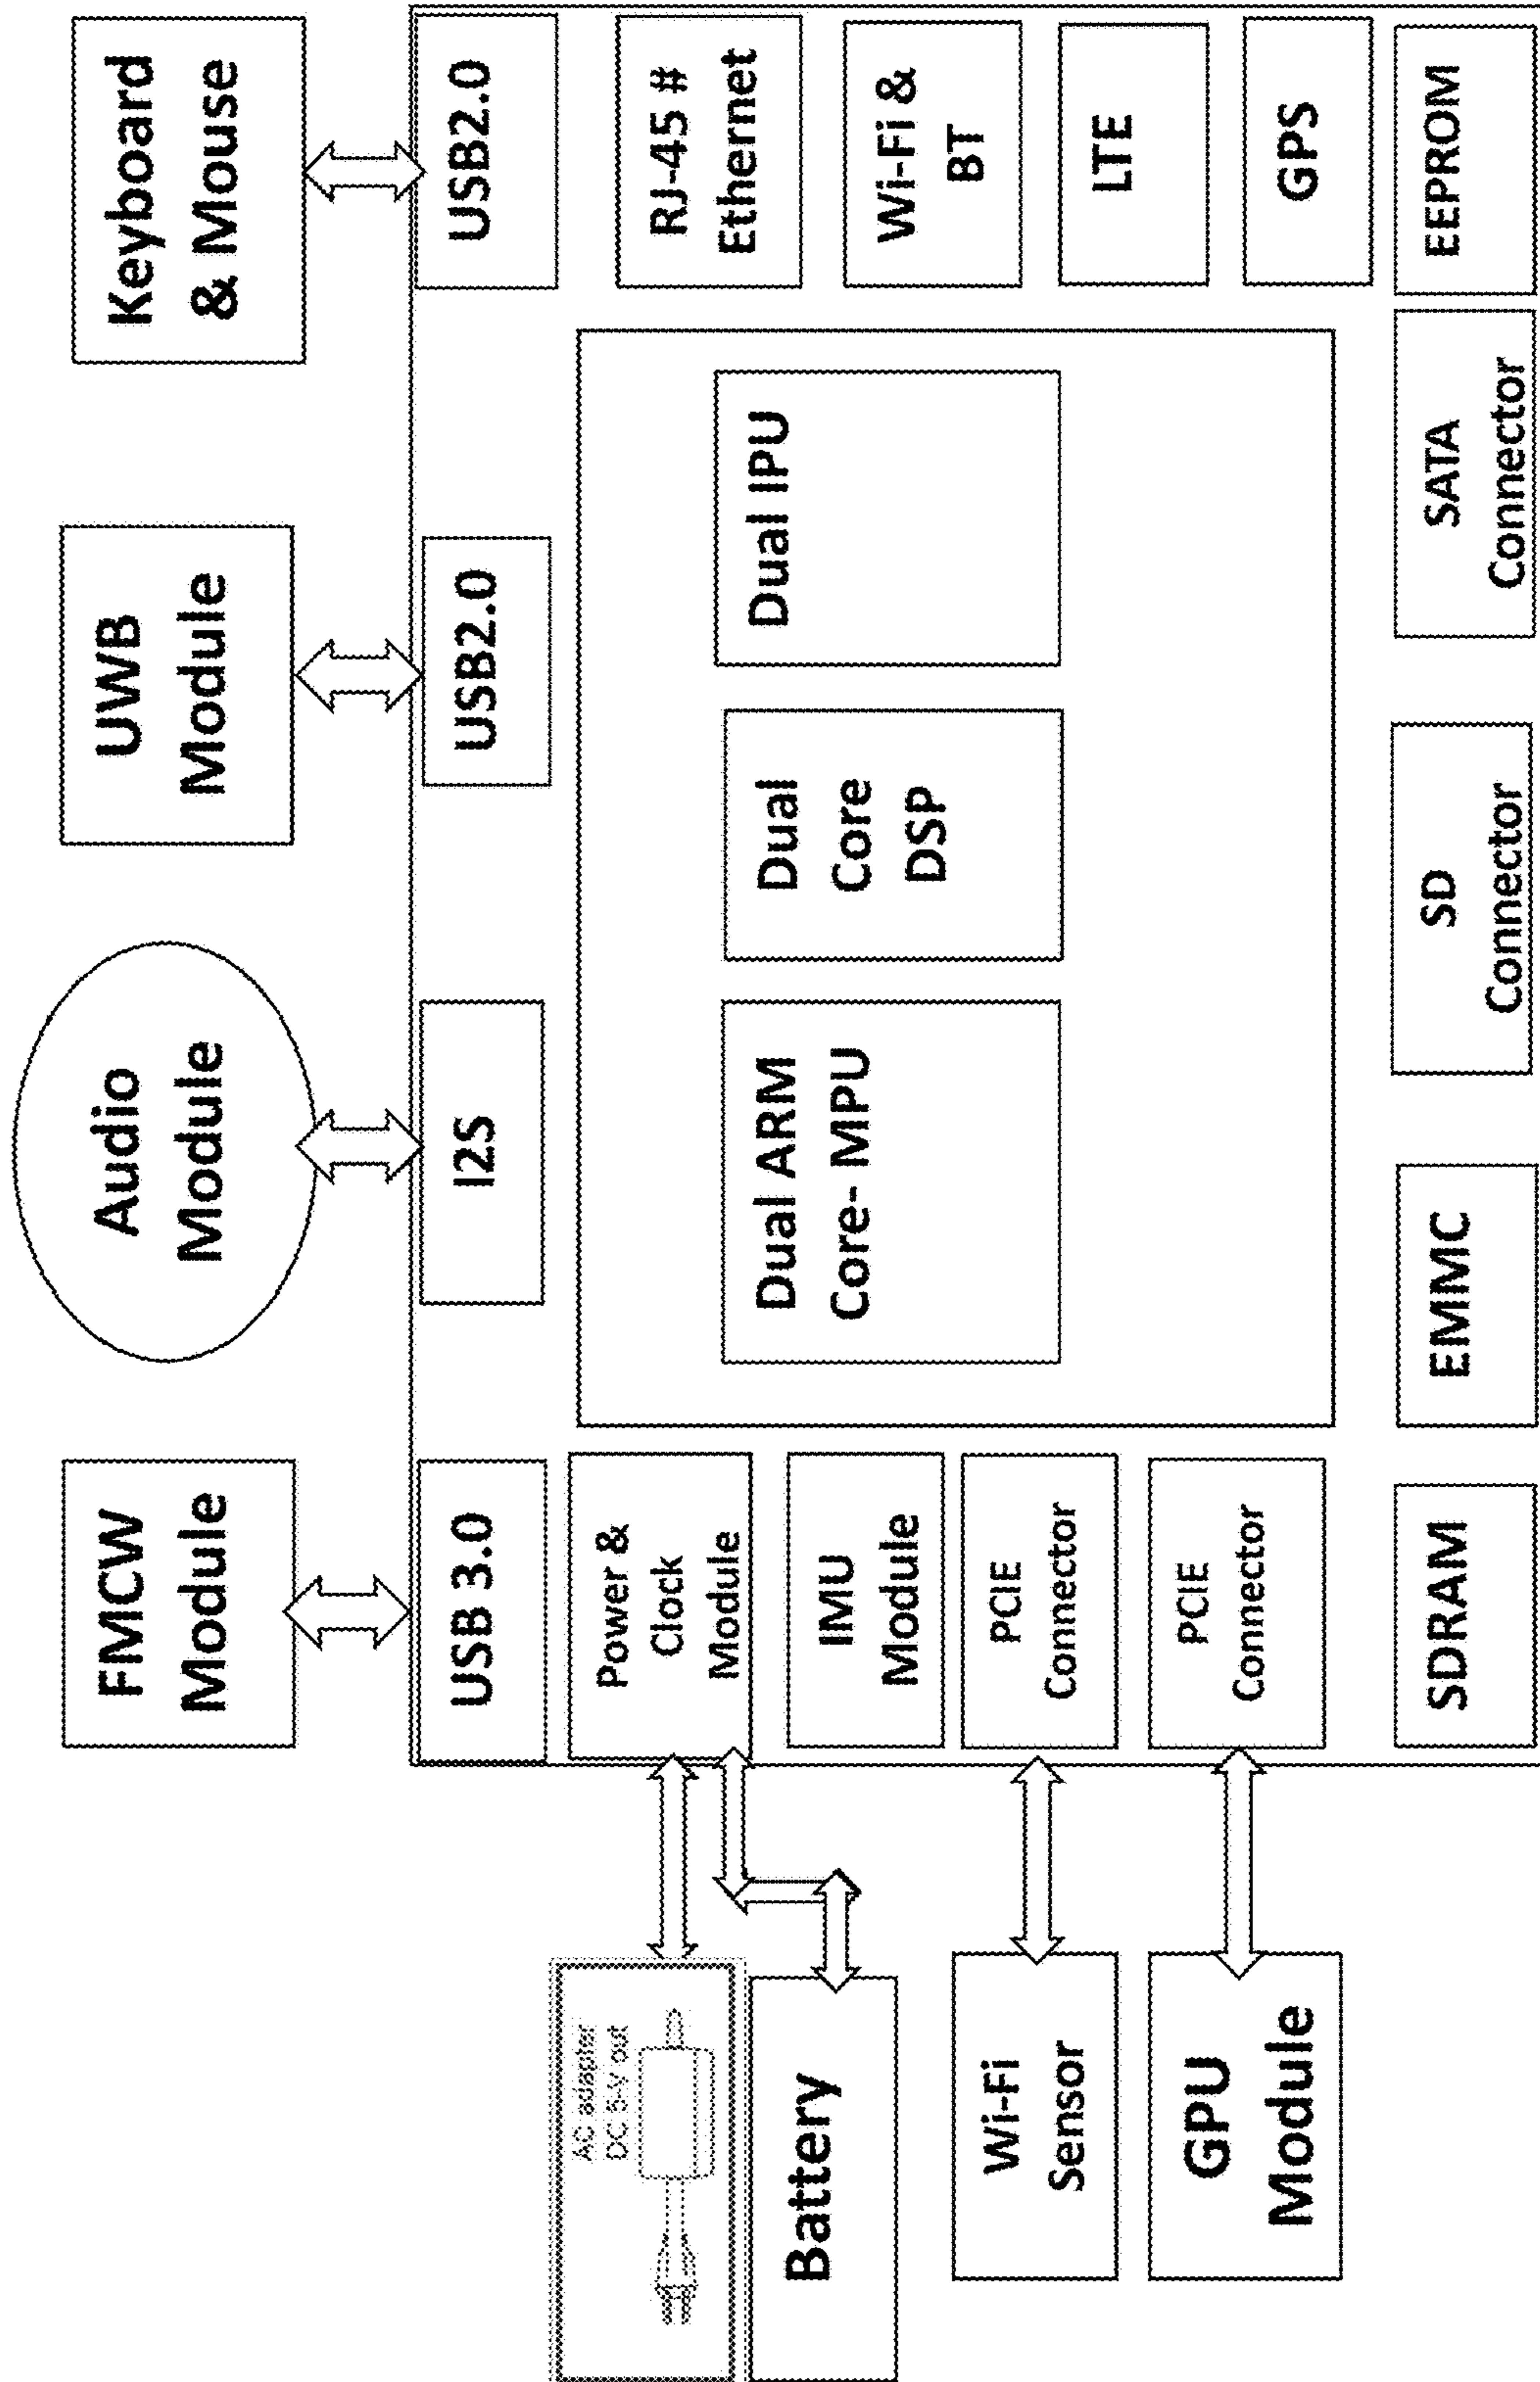 FMCW
Module
Audio
Module
UWB
Module
Keyboard
& Mouse
USB 3.0
I2S
USB2.0
USB2.0
AC adapter
DC 5-V out
Battery
Wi-Fi
Sensor
GPU
Module
Power &
Clock
Module
IMU
Module
PCIE
Connector
PCIE
Connector
Dual ARM
Core- MPU
Dual
Core
DSP
Dual IPU
RJ-45 #
Ethernet
Wi-Fi &
BT
LTE
GPS
SDRAM
EMMC
SD
Connector
SATA
Connector
EEPROM